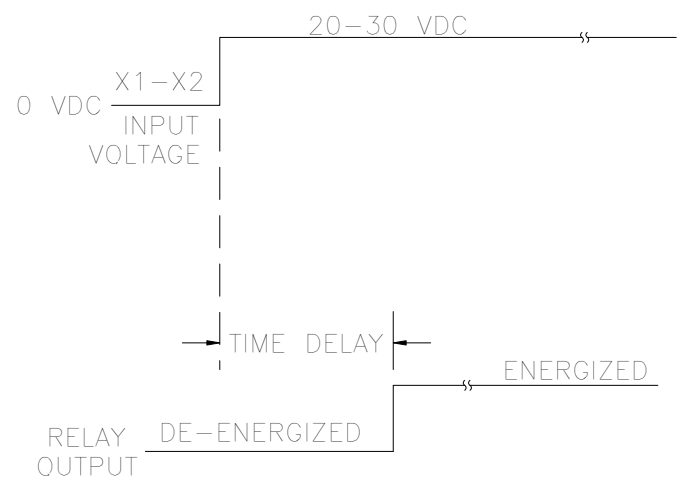 20-30 VDC
X1-X2
0 VDC
INPUT
VOLTAGE
TIME DELAY
ENERGIZED
DE-ENERGIZED
RELAY
OUTPUT